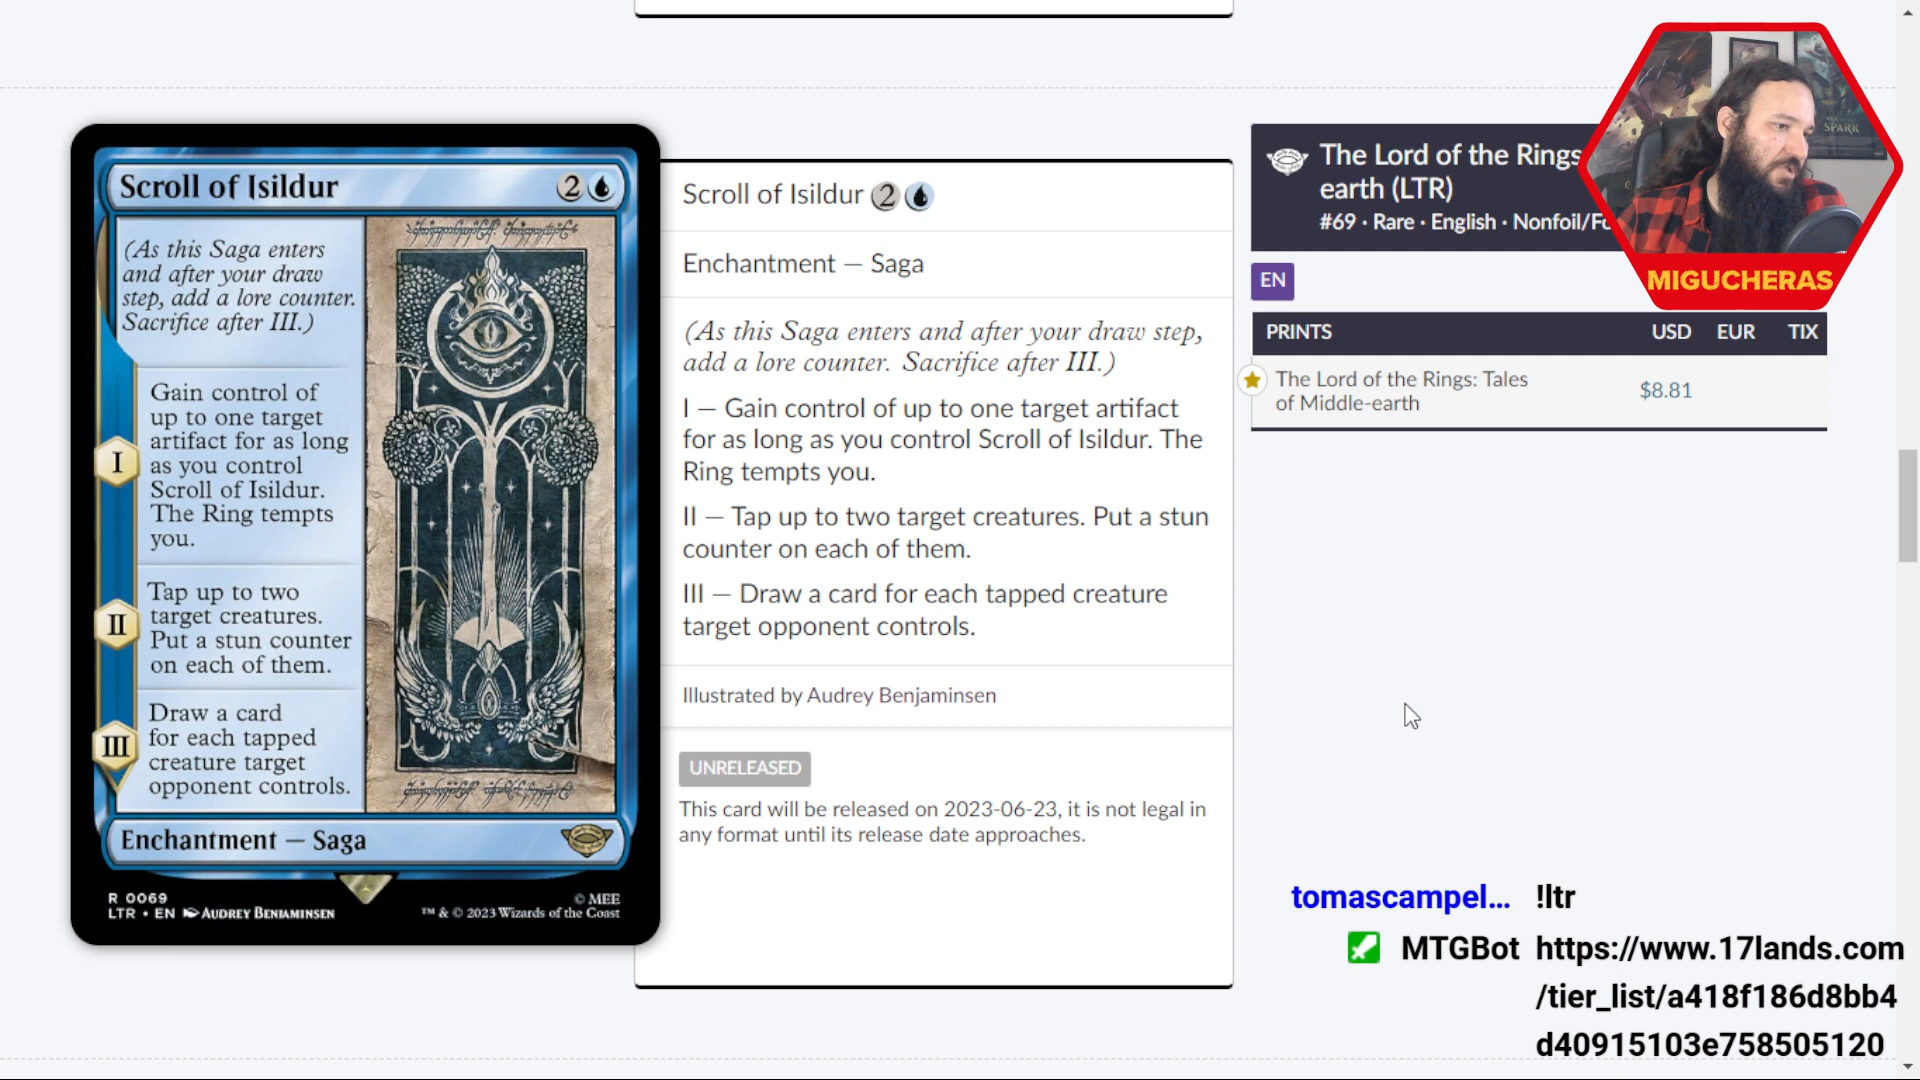 Scroll of Isildur 2
(As this Saga enters
and after your draw
step, add a lore counter.
Sacrifice after III.)
I
Gain control of
up to one target
artifact for as long
as you control
Scroll of Isildur.
The Ring tempts
you.
II
Tap up to two
target creatures.
Put a stun counter
on each of them.
III
Draw a card
for each tapped
creature target
opponent controls.
Enchantment — Saga
R 0069
LTR • EN AUDREY BENJAMINSEN
© MEE
™ & © 2023 Wizards of the Coast
Scroll of Isildur 2
Enchantment — Saga
(As this Saga enters and after your draw step,
add a lore counter. Sacrifice after III.)
I — Gain control of up to one target artifact
for as long as you control Scroll of Isildur. The
Ring tempts you.
II — Tap up to two target creatures. Put a stun
counter on each of them.
III — Draw a card for each tapped creature
target opponent controls.
Illustrated by Audrey Benjaminsen
UNRELEASED
This card will be released on 2023-06-23, it is not legal in
any format until its release date approaches.
The Lord of the Rings
earth (LTR)
#69 · Rare · English · Nonfoil/Fo
EN
PRINTS USD EUR TIX
The Lord of the Rings: Tales
of Middle-earth
$8.81
SPARK
MIGUCHERAS
tomascampel... !ltr
MTGBot https://www.17lands.com
/tier_list/a418f186d8bb4
d40915103e758505120